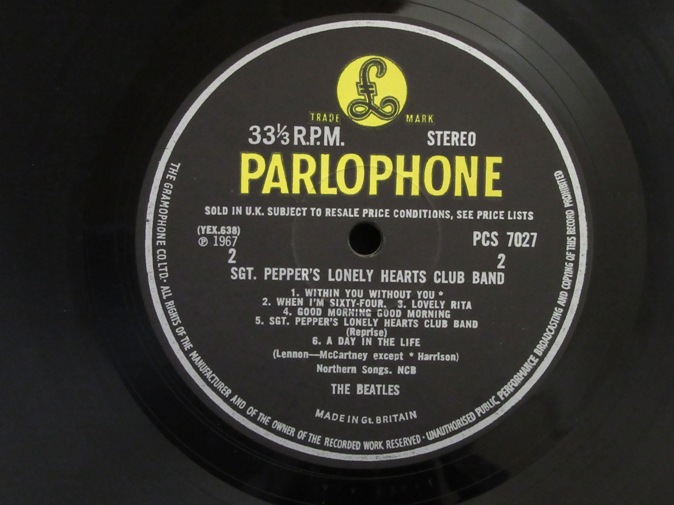 £
TRADE MARK
33⅓ R.P.M. STEREO
PARLOPHONE
SOLD IN U.K. SUBJECT TO RESALE PRICE CONDITIONS, SEE PRICE LISTS
(YEX.638) PCS 7027
℗ 1967
2 2
SGT. PEPPER'S LONELY HEARTS CLUB BAND
1. WITHIN YOU WITHOUT YOU *
2. WHEN I'M SIXTY-FOUR. 3. LOVELY RITA
4. GOOD MORNING GOOD MORNING
5. SGT. PEPPER'S LONELY HEARTS CLUB BAND
(Reprise)
6. A DAY IN THE LIFE
(Lennon—McCartney except * Harrison)
Northern Songs. NCB
THE BEATLES
MADE IN Gt. BRITAIN
THE GRAMOPHONE CO. LTD. · ALL RIGHTS OF THE MANUFACTURER AND OF THE OWNER OF THE RECORDED WORK RESERVED · UNAUTHORISED PUBLIC PERFORMANCE BROADCASTING AND COPYING OF THIS RECORD PROHIBITED